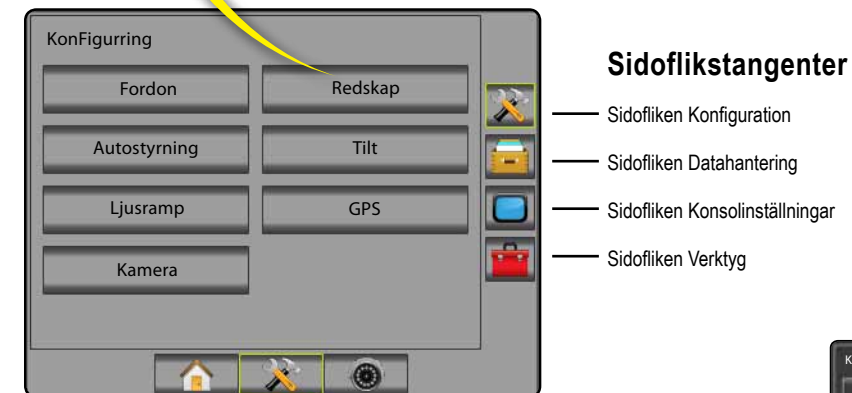 KonFigurring
Fordon
Redskap
Autostyrning
Tilt
Ljusramp
GPS
Kamera
Sidoflikstangenter
Sidofliken Konfiguration
Sidofliken Datahantering
Sidofliken Konsolinställningar
Sidofliken Verktyg
K